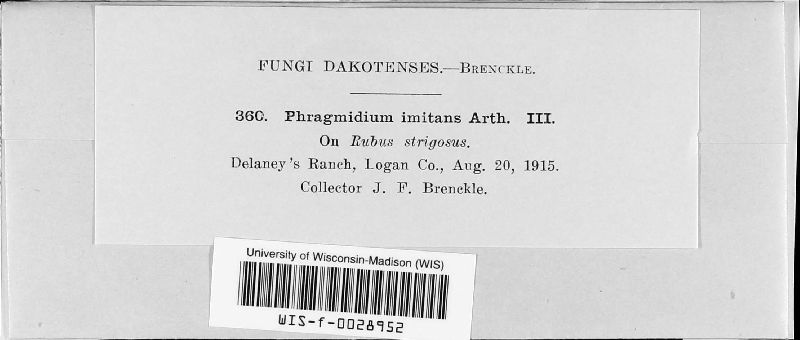 FUNGI DAKOTENSES.—BRENCKLE.
360. Phragmidium imitans Arth. III.
On Rubus strigosus.
Delaney's Ranch, Logan Co., Aug. 20, 1915.
Collector J. F. Brenckle.
University of Wisconsin-Madison (WIS)
WIS-f-0028952